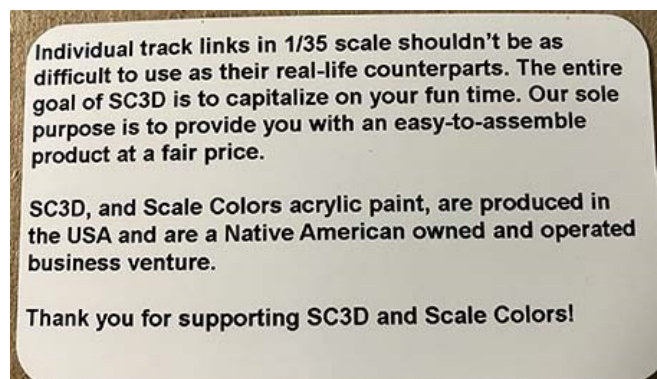 Individual track links in 1/35 scale shouldn't be as
difficult to use as their real-life counterparts. The entire
goal of SC3D is to capitalize on your fun time. Our sole
purpose is to provide you with an easy-to-assemble
product at a fair price.
SC3D, and Scale Colors acrylic paint, are produced in
the USA and are a Native American owned and operated
business venture.
Thank you for supporting SC3D and Scale Colors!